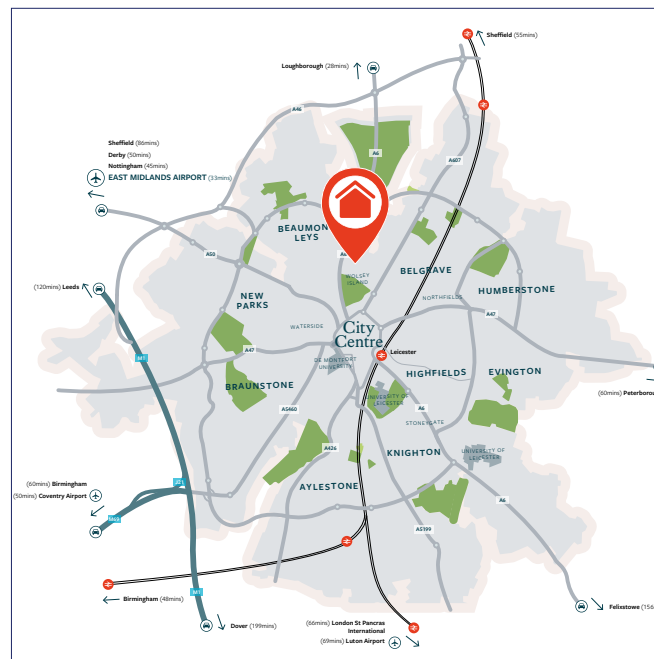 Sheffield (55mins)
Loughborough (28mins)
A46
A6
A607
Sheffield (86mins)
Derby (50mins)
Nottingham (45mins)
EAST MIDLANDS AIRPORT (33mins)
BEAUMON
LEYS
A50
A6
WOLSEY
ISLAND
BELGRAVE
HUMBERSTONE
(120mins) Leeds
NEW
PARKS
NORTHFIELDS
A47
WATERSIDE
City
Centre
A47
M1
Leicester
DE MONTFORT
UNIVERSITY
HIGHFIELDS
EVINGTON
BRAUNSTONE
(60mins) Peterborou
UNIVERSITY OF
LEICESTER
A5460
A6
STONEYGATE
A426
KNIGHTON
UNIVERSITY OF
LEICESTER
(60mins) Birmingham
(50mins) Coventry Airport
J21
AYLESTONE
A6
M69
A5199
M1
Birmingham (48mins)
Felixstowe (156
Dover (199mins)
(66mins) London St Pancras
International
(69mins) Luton Airport